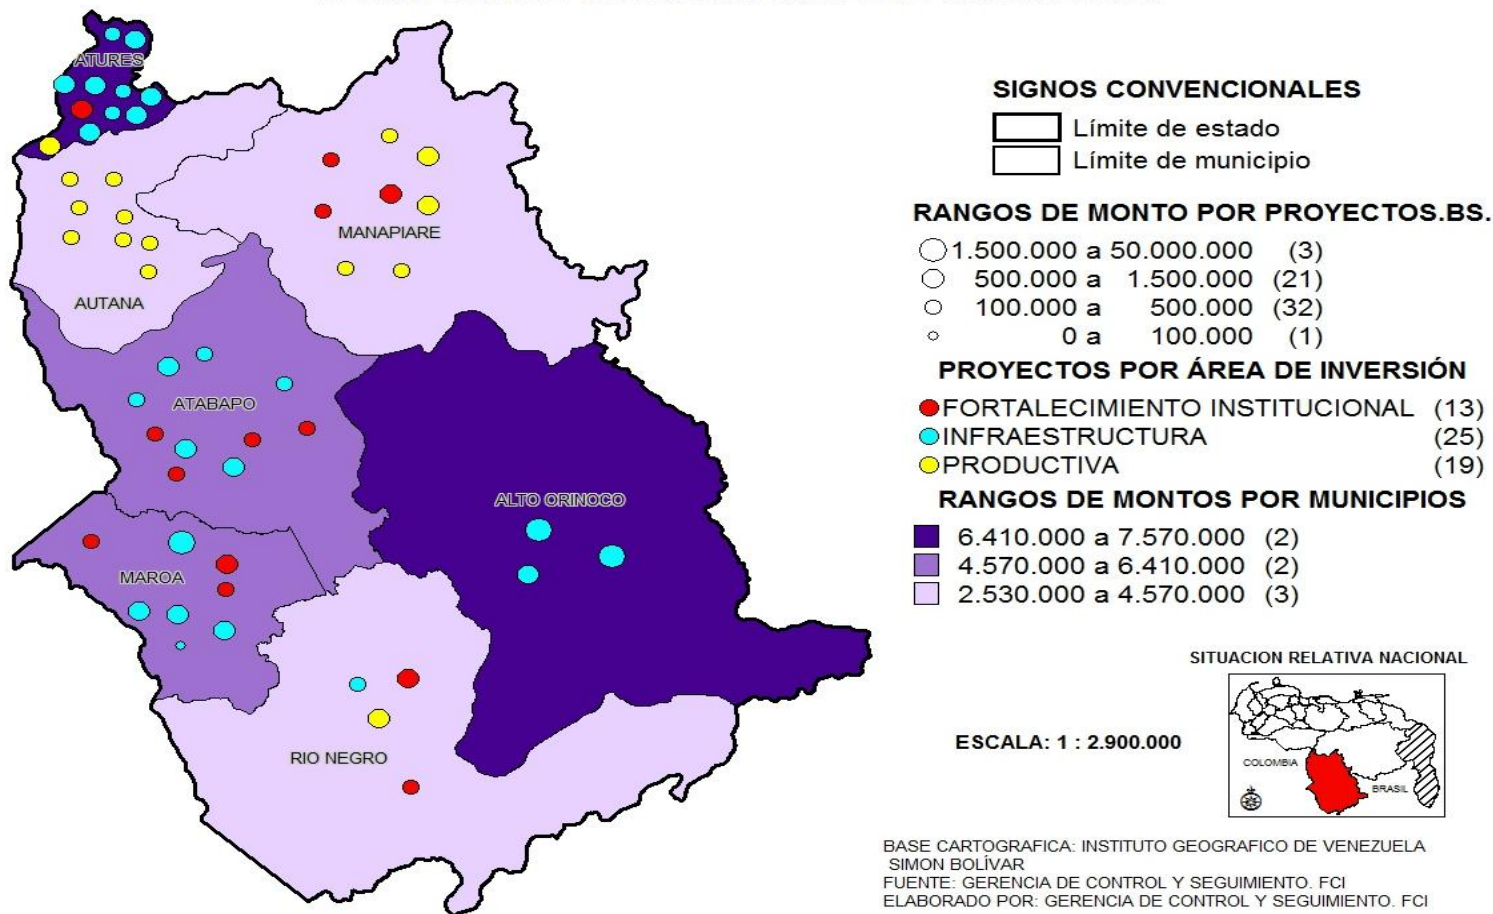 ATURES
MANAPIARE
AUTANA
ATABAPO
ALTO ORINOCO
MAROA
RIO NEGRO
SIGNOS CONVENCIONALES
Límite de estado
Límite de municipio
RANGOS DE MONTO POR PROYECTOS.BS.
1.500.000 a 50.000.000 (3)
500.000 a 1.500.000 (21)
100.000 a 500.000 (32)
0 a 100.000 (1)
PROYECTOS POR ÁREA DE INVERSIÓN
FORTALECIMIENTO INSTITUCIONAL (13)
INFRAESTRUCTURA (25)
PRODUCTIVA (19)
RANGOS DE MONTOS POR MUNICIPIOS
6.410.000 a 7.570.000 (2)
4.570.000 a 6.410.000 (2)
2.530.000 a 4.570.000 (3)
SITUACION RELATIVA NACIONAL
COLOMBIA
BRASIL
ESCALA: 1 : 2.900.000
BASE CARTOGRAFICA: INSTITUTO GEOGRAFICO DE VENEZUELA
SIMON BOLÍVAR
FUENTE: GERENCIA DE CONTROL Y SEGUIMIENTO. FCI
ELABORADO POR: GERENCIA DE CONTROL Y SEGUIMIENTO. FCI